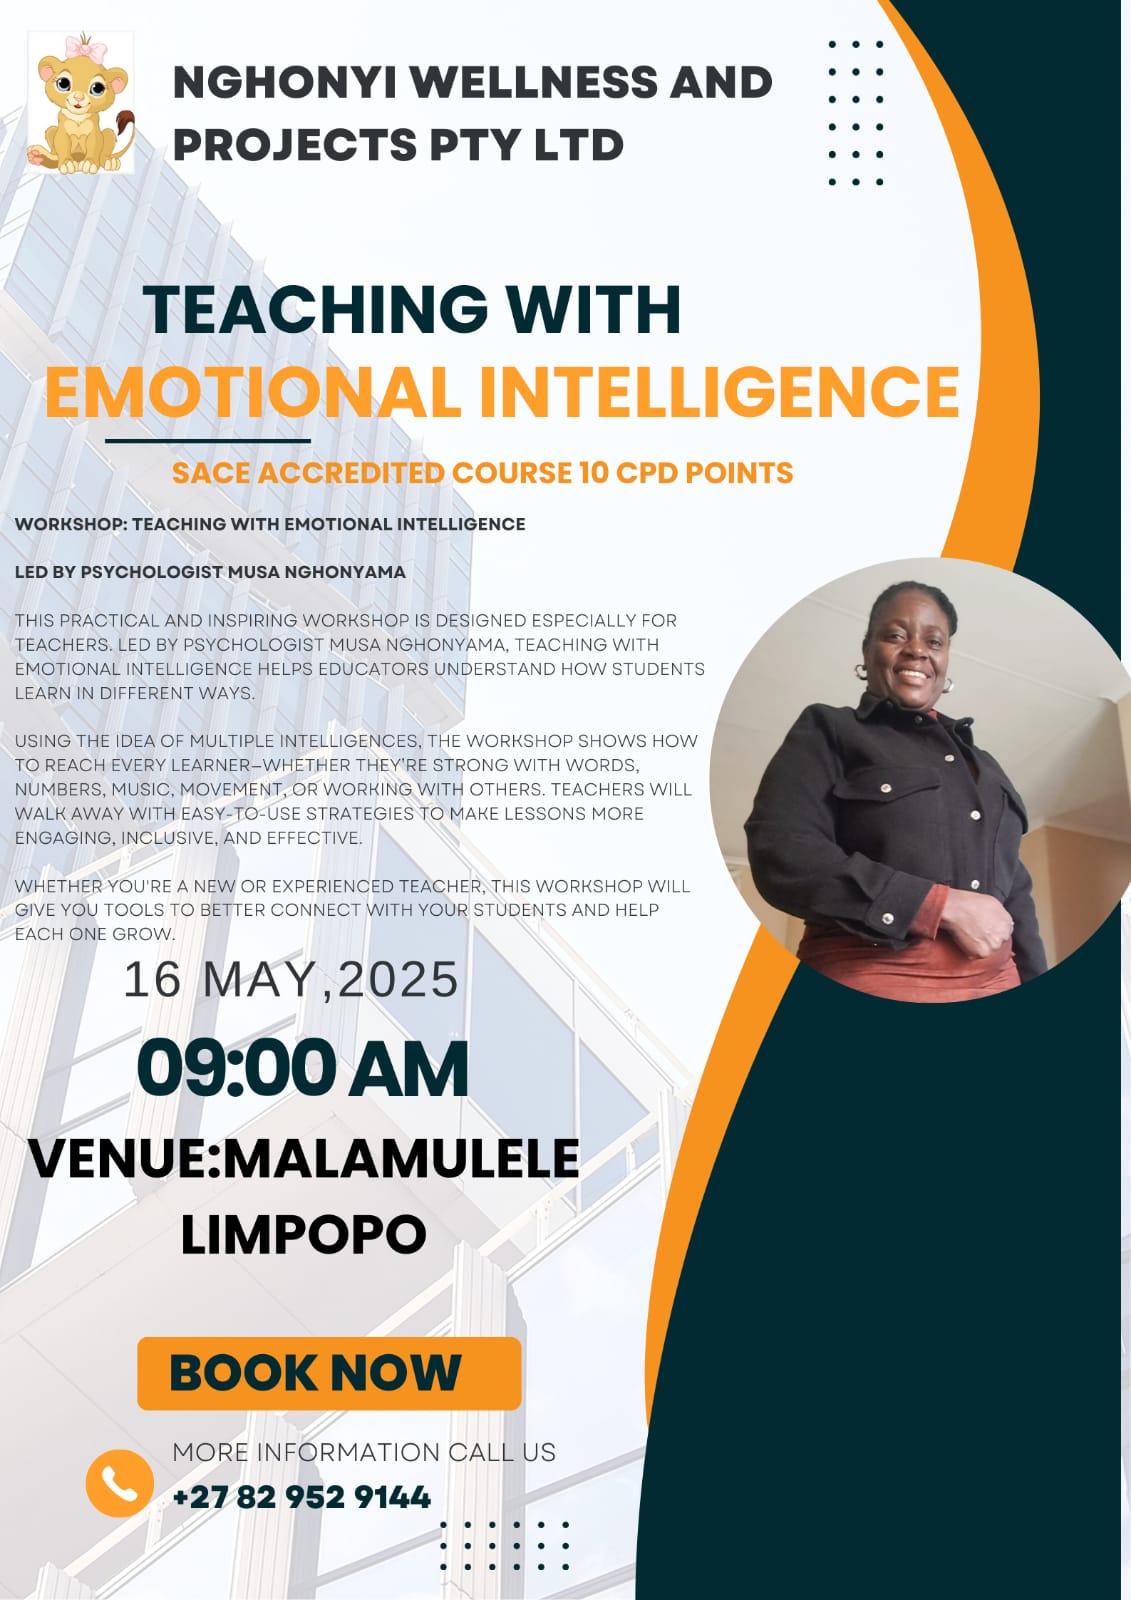 NGHONYI WELLNESS AND
PROJECTS PTY LTD
TEACHING WITH
EMOTIONAL INTELLIGENCE
SACE ACCREDITED COURSE 10 CPD POINTS
WORKSHOP: TEACHING WITH EMOTIONAL INTELLIGENCE
LED BY PSYCHOLOGIST MUSA NGHONYAMA
THIS PRACTICAL AND INSPIRING WORKSHOP IS DESIGNED ESPECIALLY FOR
TEACHERS. LED BY PSYCHOLOGIST MUSA NGHONYAMA, TEACHING WITH
EMOTIONAL INTELLIGENCE HELPS EDUCATORS UNDERSTAND HOW STUDENTS
LEARN IN DIFFERENT WAYS.
USING THE IDEA OF MULTIPLE INTELLIGENCES, THE WORKSHOP SHOWS HOW
TO REACH EVERY LEARNER—WHETHER THEY'RE STRONG WITH WORDS,
NUMBERS, MUSIC, MOVEMENT, OR WORKING WITH OTHERS. TEACHERS WILL
WALK AWAY WITH EASY-TO-USE STRATEGIES TO MAKE LESSONS MORE
ENGAGING, INCLUSIVE, AND EFFECTIVE.
WHETHER YOU'RE A NEW OR EXPERIENCED TEACHER, THIS WORKSHOP WILL
GIVE YOU TOOLS TO BETTER CONNECT WITH YOUR STUDENTS AND HELP
EACH ONE GROW.
16 MAY,2025
09:00 AM
VENUE:MALAMULELE
LIMPOPO
BOOK NOW
MORE INFORMATION CALL US
+27 82 952 9144